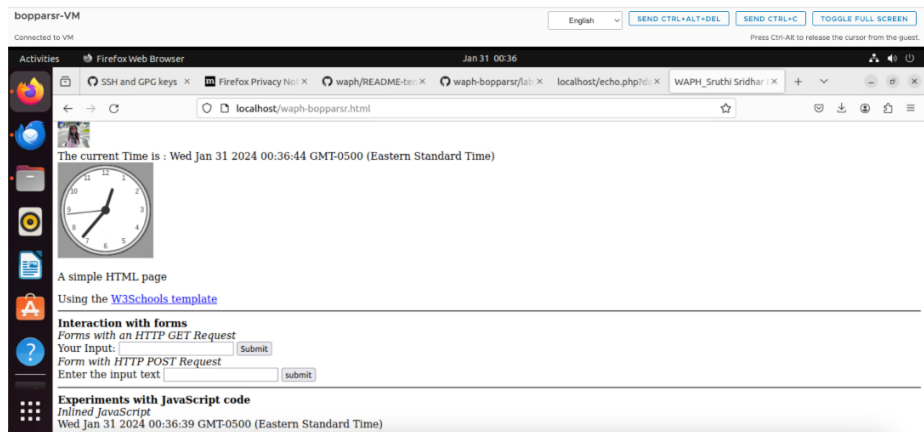 bopparsr-VM
English
SEND CTRL+ALT+DEL
SEND CTRL+C
TOGGLE FULL SCREEN
Connected to VM
Press Ctrl-Alt to release the cursor from the guest.
Activities
Firefox Web Browser
Jan 31 00:36
SSH and GPG keys
Firefox Privacy Not
waph/README-tem
waph-bopparsr/lab
localhost/echo.php?da
WAPH_Sruthi Sridhar
localhost/waph-bopparsr.html
The current Time is : Wed Jan 31 2024 00:36:44 GMT-0500 (Eastern Standard Time)
12
11 1
10 2
9 3
8 4
7 5
6
A simple HTML page
Using the W3Schools template
Interaction with forms
Forms with an HTTP GET Request
Your Input: Submit
Form with HTTP POST Request
Enter the input text submit
Experiments with JavaScript code
Inlined JavaScript
Wed Jan 31 2024 00:36:39 GMT-0500 (Eastern Standard Time)